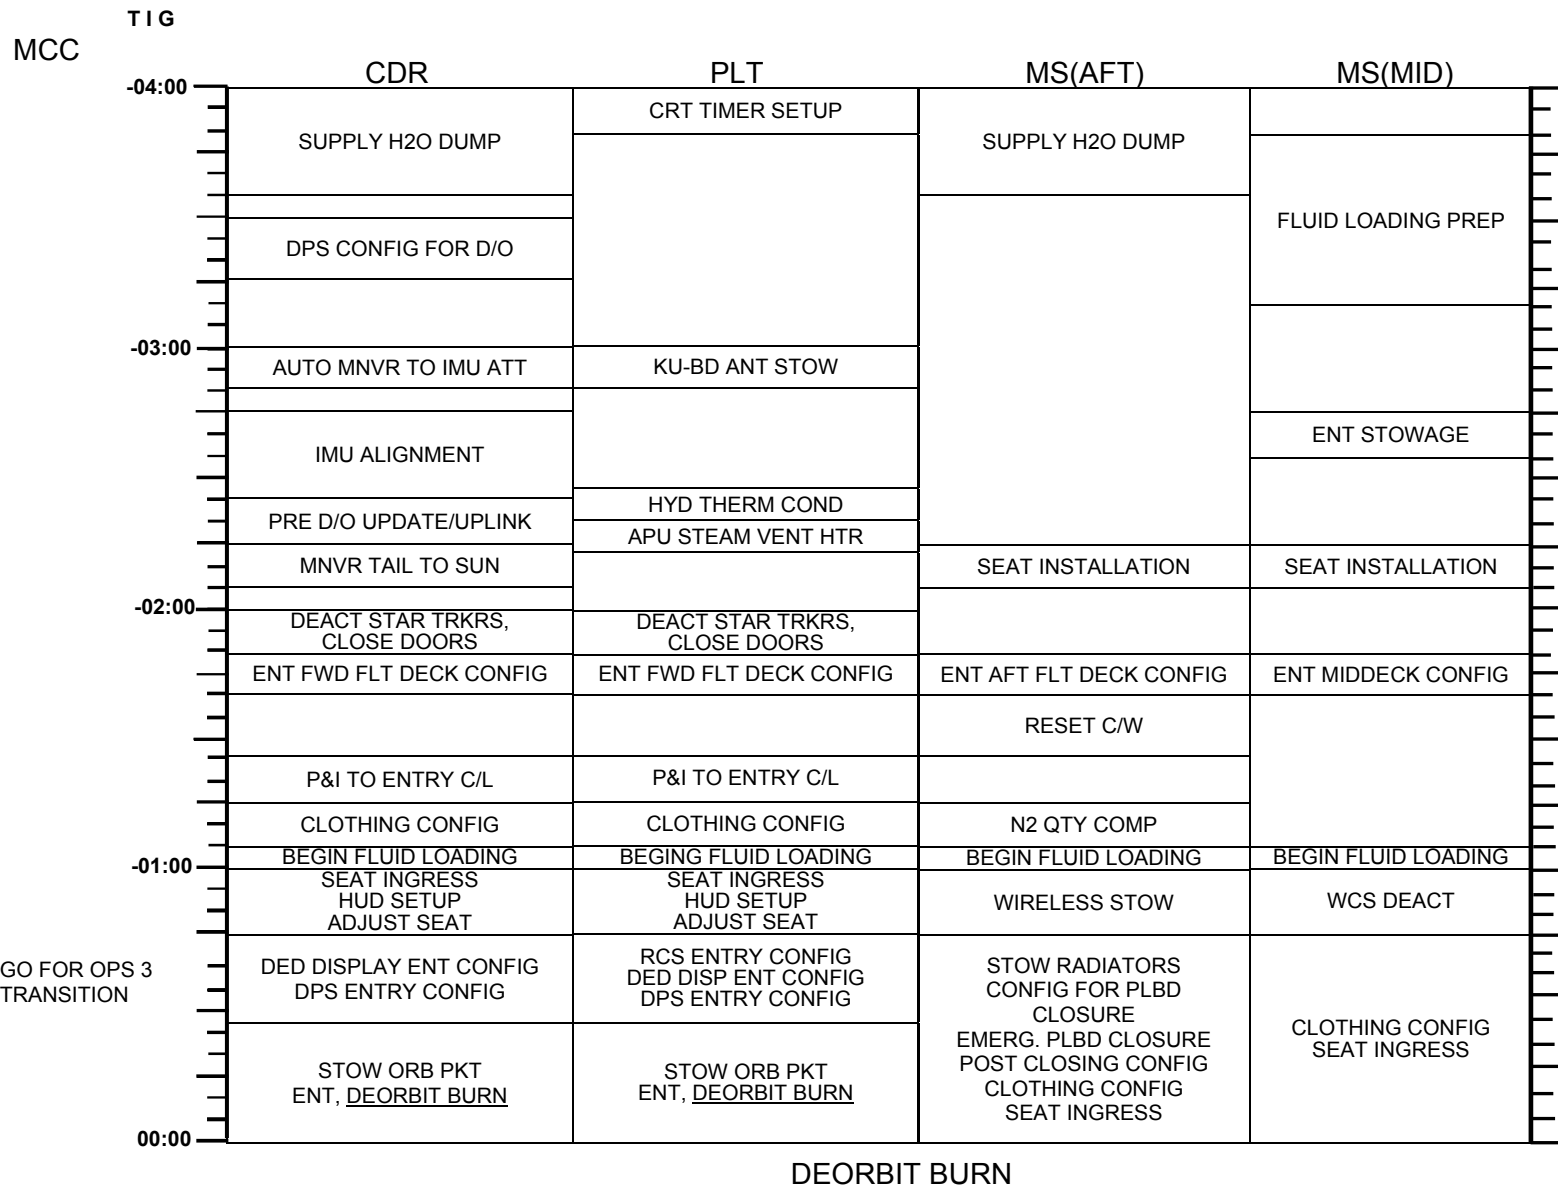 T I G
MCC
CDR
PLT
MS(AFT)
MS(MID)
-04:00
CRT TIMER SETUP
SUPPLY H2O DUMP
SUPPLY H2O DUMP
FLUID LOADING PREP
DPS CONFIG FOR D/O
-03:00
AUTO MNVR TO IMU ATT
KU-BD ANT STOW
ENT STOWAGE
IMU ALIGNMENT
HYD THERM COND
PRE D/O UPDATE/UPLINK
APU STEAM VENT HTR
MNVR TAIL TO SUN
SEAT INSTALLATION
SEAT INSTALLATION
-02:00
DEACT STAR TRKRS,
CLOSE DOORS
DEACT STAR TRKRS,
CLOSE DOORS
ENT FWD FLT DECK CONFIG
ENT FWD FLT DECK CONFIG
ENT AFT FLT DECK CONFIG
ENT MIDDECK CONFIG
RESET C/W
P&I TO ENTRY C/L
P&I TO ENTRY C/L
CLOTHING CONFIG
CLOTHING CONFIG
N2 QTY COMP
BEGIN FLUID LOADING
BEGING FLUID LOADING
BEGIN FLUID LOADING
BEGIN FLUID LOADING
-01:00
SEAT INGRESS
HUD SETUP
ADJUST SEAT
SEAT INGRESS
HUD SETUP
ADJUST SEAT
WIRELESS STOW
WCS DEACT
GO FOR OPS 3
TRANSITION
DED DISPLAY ENT CONFIG
DPS ENTRY CONFIG
RCS ENTRY CONFIG
DED DISP ENT CONFIG
DPS ENTRY CONFIG
STOW RADIATORS
CONFIG FOR PLBD
CLOSURE
EMERG. PLBD CLOSURE
POST CLOSING CONFIG
CLOTHING CONFIG
SEAT INGRESS
CLOTHING CONFIG
SEAT INGRESS
STOW ORB PKT
ENT, DEORBIT BURN
STOW ORB PKT
ENT, DEORBIT BURN
00:00
DEORBIT BURN